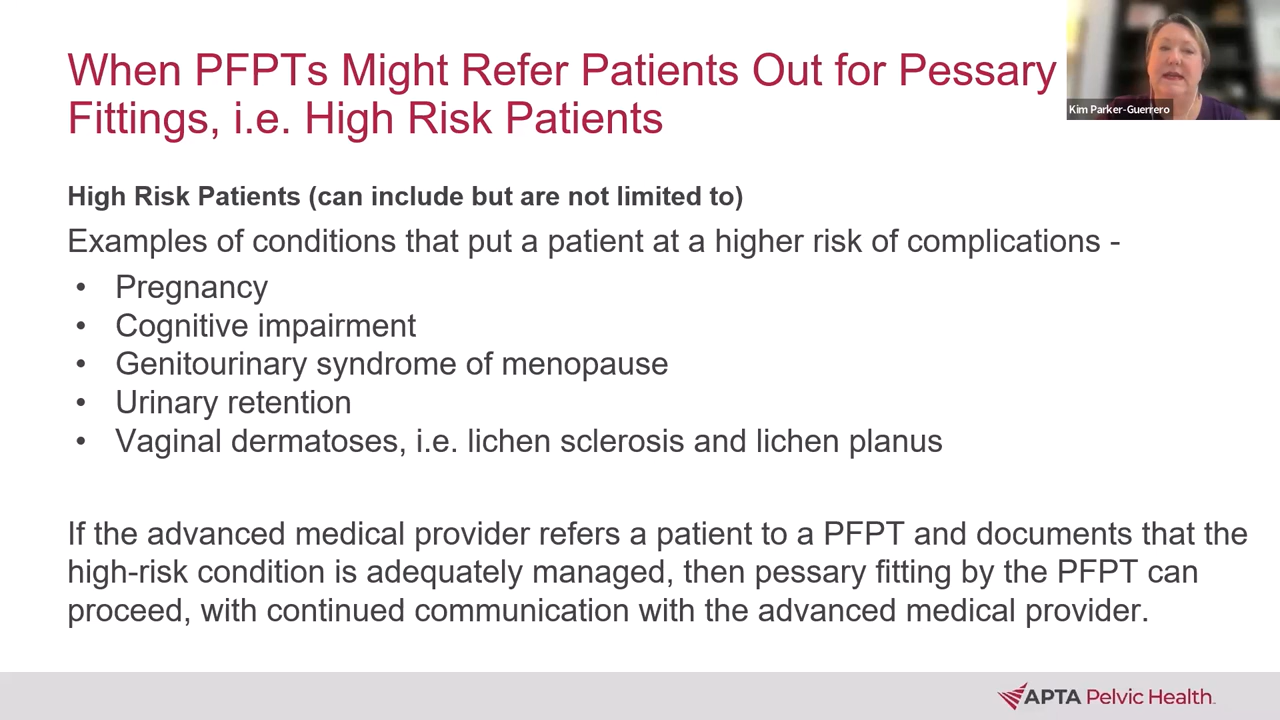 When PFPTs Might Refer Patients Out for Pessary
Fittings, i.e. High Risk Patients
Kim Parker-Guerrero
High Risk Patients (can include but are not limited to)
Examples of conditions that put a patient at a higher risk of complications -
• Pregnancy
• Cognitive impairment
• Genitourinary syndrome of menopause
• Urinary retention
• Vaginal dermatoses, i.e. lichen sclerosis and lichen planus
If the advanced medical provider refers a patient to a PFPT and documents that the
high-risk condition is adequately managed, then pessary fitting by the PFPT can
proceed, with continued communication with the advanced medical provider.
APTA Pelvic Health